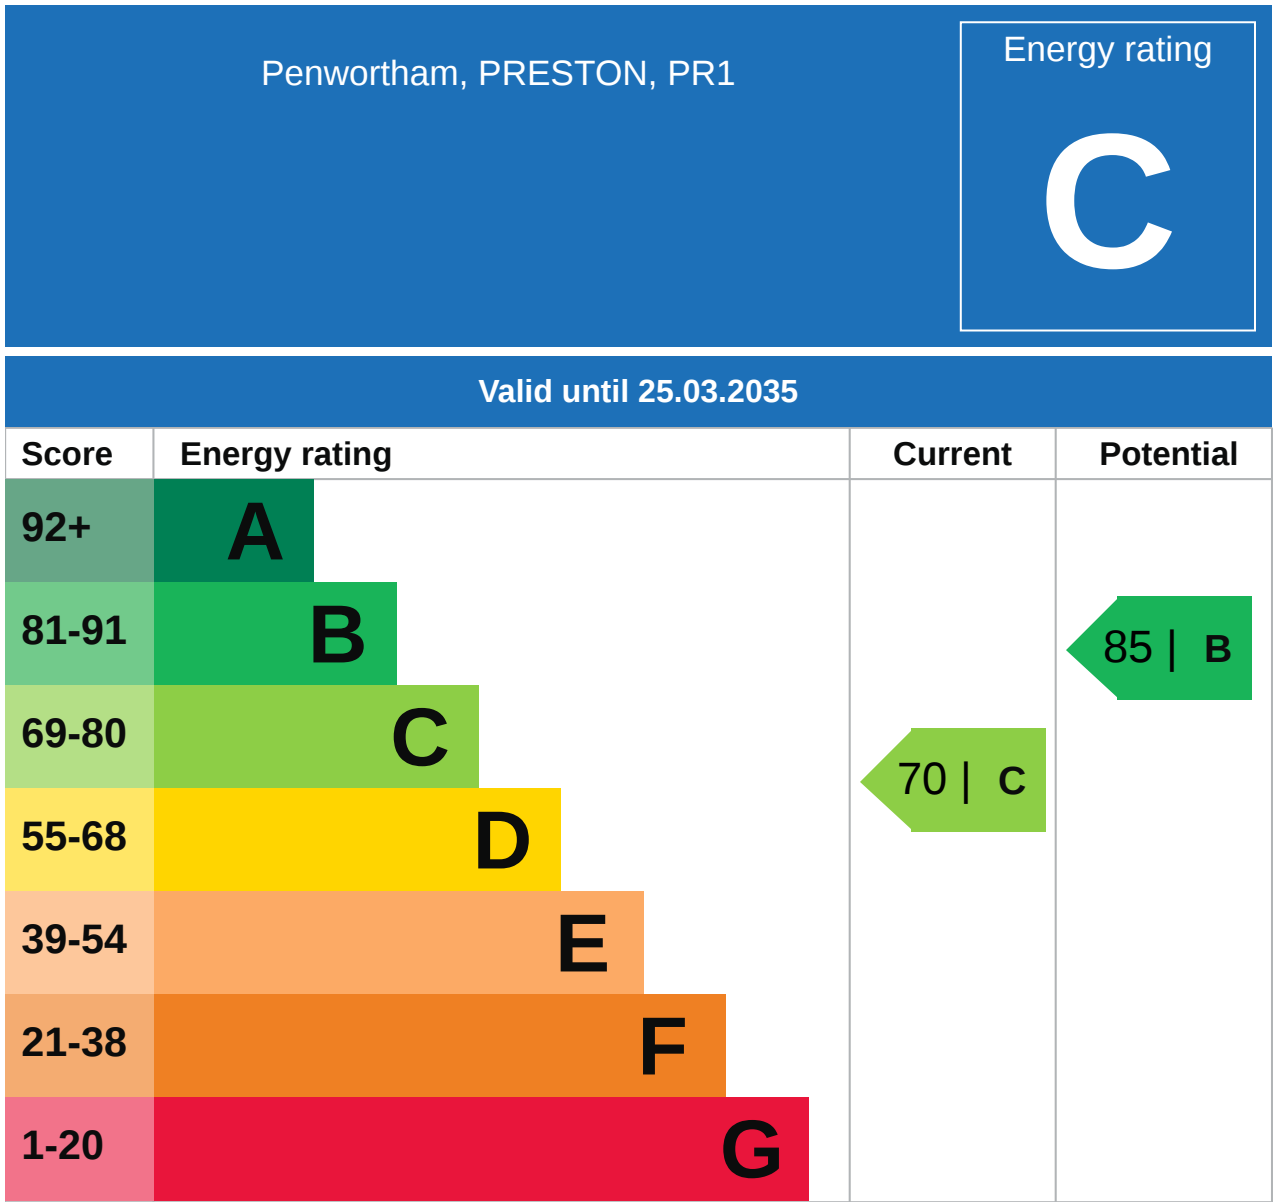 Penwortham, PRESTON, PR1
Energy rating
C
Valid until 25.03.2035
Score Energy rating Current Potential
92+ A
81-91 B
85 | B
69-80 C
70 | C
55-68 D
39-54 E
21-38 F
1-20 G